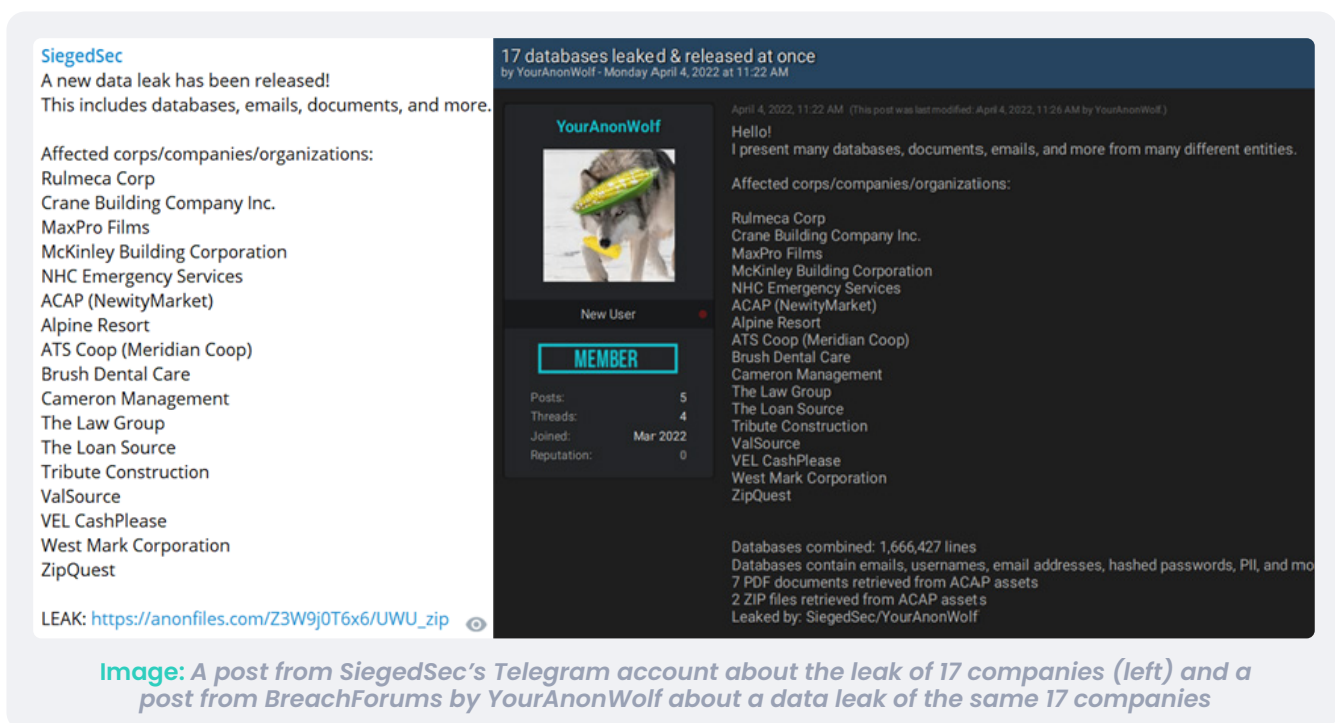 SiegedSec
A new data leak has been released!
This includes databases, emails, documents, and more.
Affected corps/companies/organizations:
Rulmeca Corp
Crane Building Company Inc.
MaxPro Films
McKinley Building Corporation
NHC Emergency Services
ACAP (NewityMarket)
Alpine Resort
ATS Coop (Meridian Coop)
Brush Dental Care
Cameron Management
The Law Group
The Loan Source
Tribute Construction
ValSource
VEL CashPlease
West Mark Corporation
ZipQuest
LEAK: https://anonfiles.com/Z3W9j0T6x6/UWU_zip
17 databases leaked & released at once
by YourAnonWolf - Monday April 4, 2022 at 11:22 AM
YourAnonWolf
New User
MEMBER
Posts: 5
Threads: 4
Joined: Mar 2022
Reputation: 0
April 4, 2022, 11:22 AM (This post was last modified: April 4, 2022, 11:26 AM by YourAnonWolf.)
Hello!
I present many databases, documents, emails, and more from many different entities.
Affected corps/companies/organizations:
Rulmeca Corp
Crane Building Company Inc.
MaxPro Films
McKinley Building Corporation
NHC Emergency Services
ACAP (NewityMarket)
Alpine Resort
ATS Coop (Meridian Coop)
Brush Dental Care
Cameron Management
The Law Group
The Loan Source
Tribute Construction
ValSource
VEL CashPlease
West Mark Corporation
ZipQuest
Databases combined: 1,666,427 lines
Databases contain emails, usernames, email addresses, hashed passwords, PII, and mo
7 PDF documents retrieved from ACAP assets
2 ZIP files retrieved from ACAP assets
Leaked by: SiegedSec/YourAnonWolf
Image: A post from SiegedSec's Telegram account about the leak of 17 companies (left) and a
post from BreachForums by YourAnonWolf about a data leak of the same 17 companies